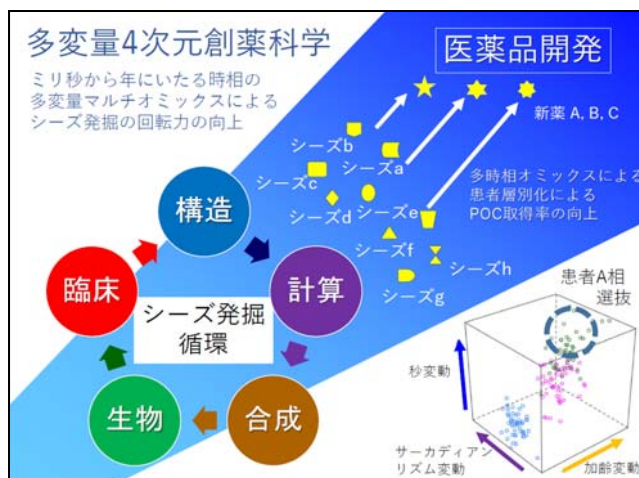 多変量4次元創薬科学
ミリ秒から年にいたる時相の
多変量マルチオミックスによる
シーズ発掘の回転力の向上
医薬品開発
新薬 A, B, C
シーズb
シーズa
シーズc
シーズd
シーズe
シーズf
シーズh
シーズg
多時相オミックスによる
患者層別化による
POC取得率の向上
構造
計算
合成
生物
臨床
シーズ発掘
循環
患者A相
選抜
秒変動
サーカディアン
リズム変動
加齢変動